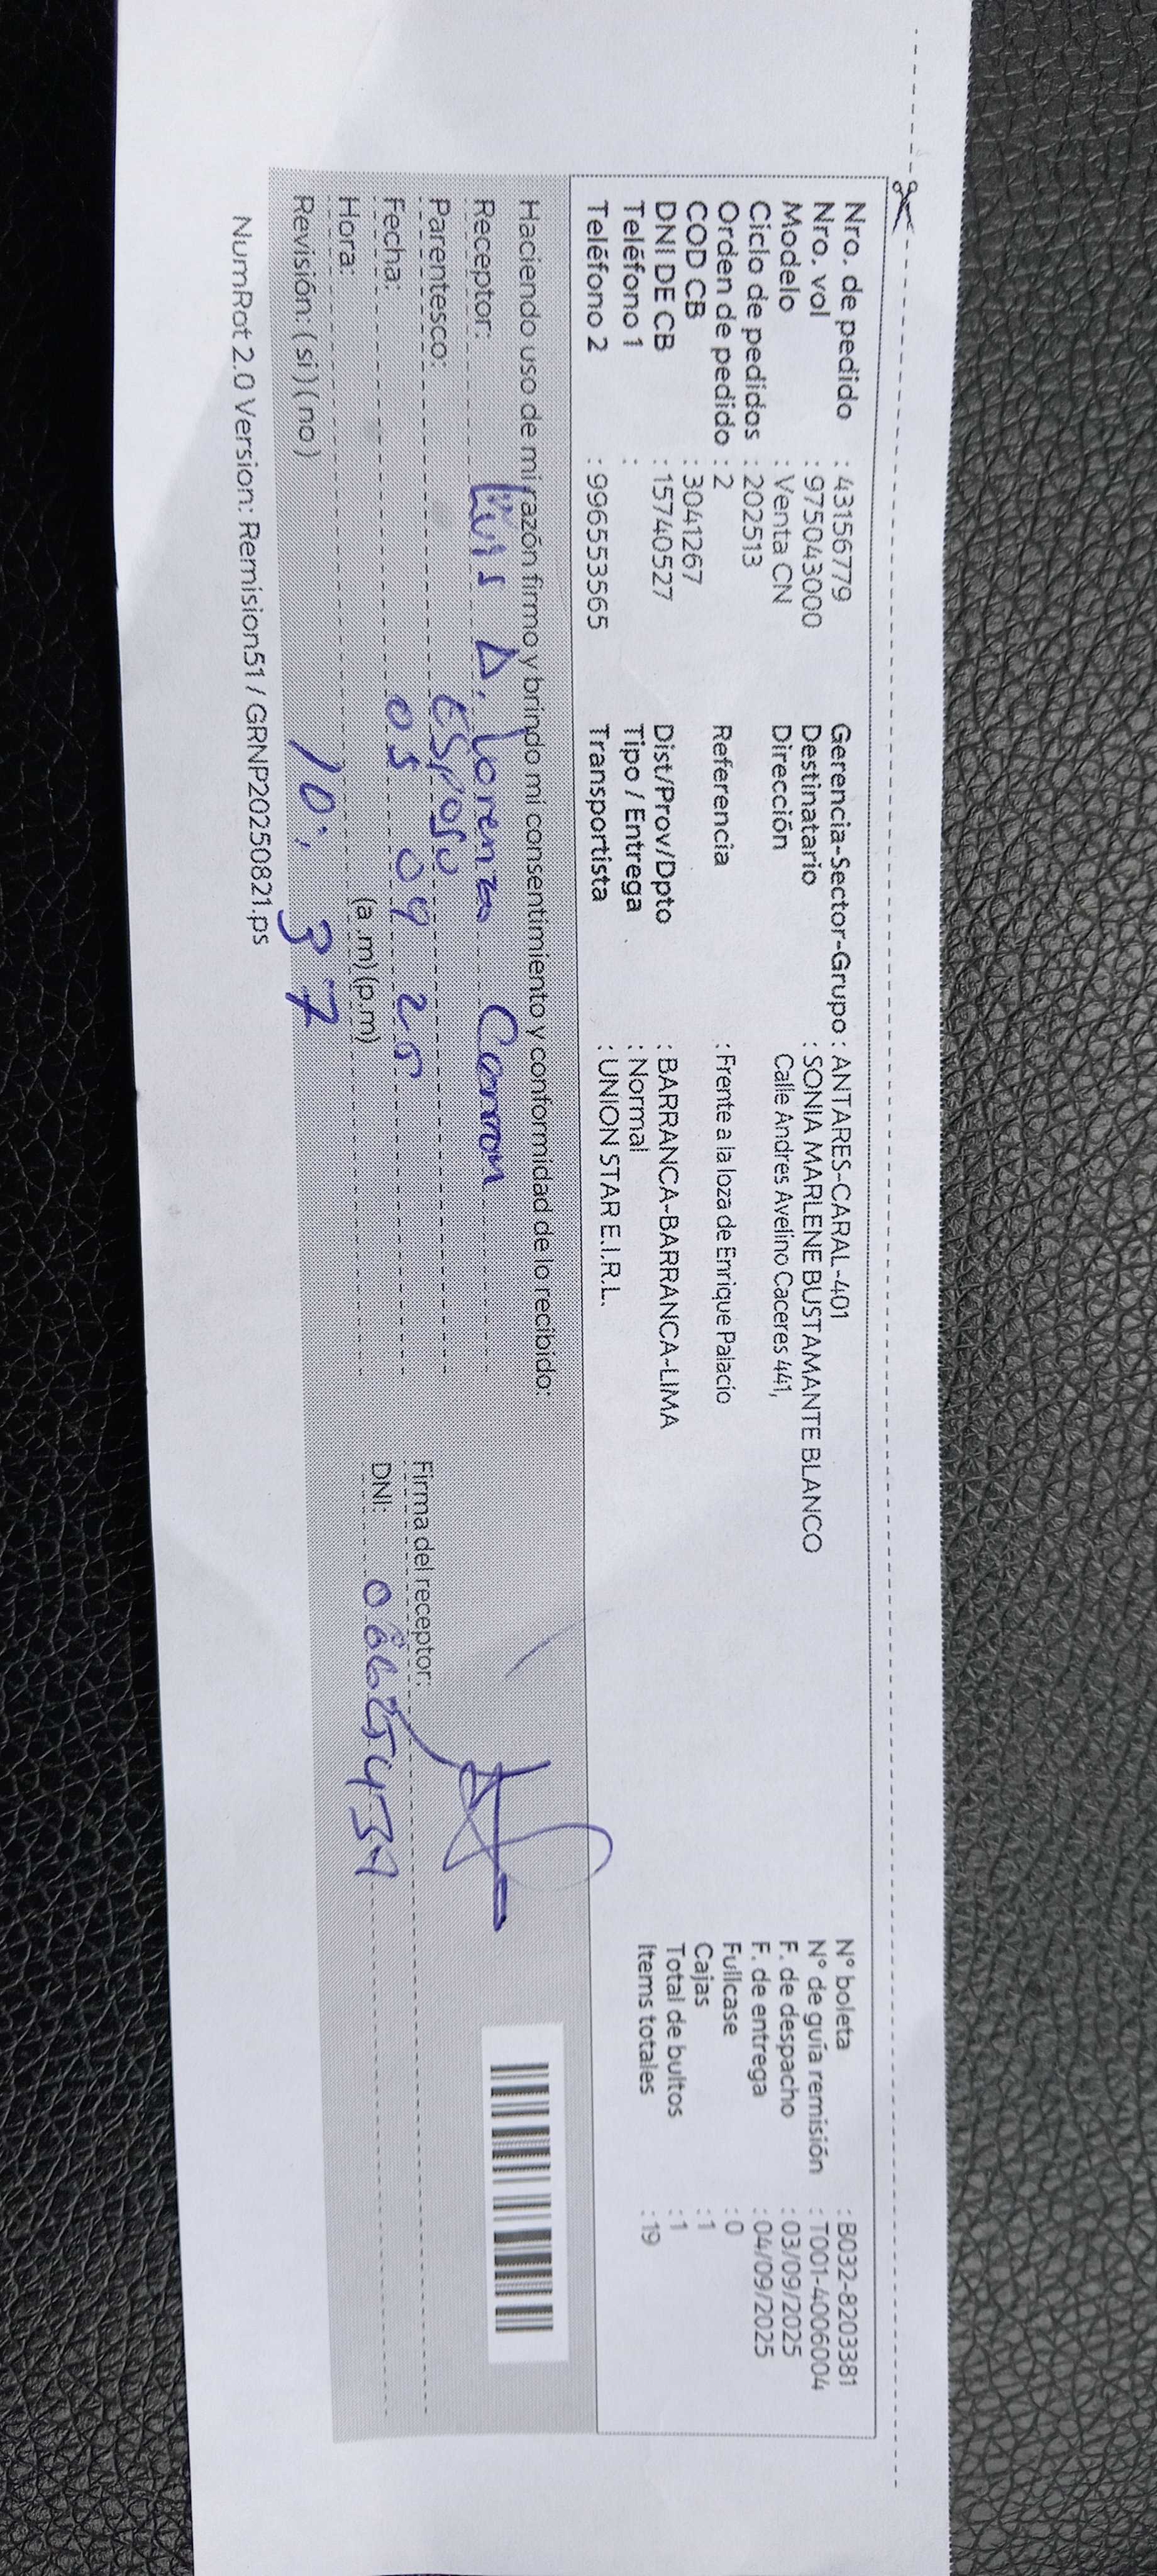 Nro. de pedido : 43156779
Nro. vol : 975043000
Modelo : Venta CN
Ciclo de pedidos : 202513
Orden de pedido : 2
COD CB : 3041267
DNI DE CB : 15740527
Teléfono 1 :
Teléfono 2 : 996553565
Gerencia-Sector-Grupo : ANTARES-CARAL-401
Destinatario : SONIA MARLENE BUSTAMANTE BLANCO
Dirección Calle Andres Avelino Caceres 441,
Referencia : Frente a la loza de Enrique Palacio
Dist/Prov/Dpto : BARRANCA-BARRANCA-LIMA
Tipo / Entrega : Normal
Transportista : UNION STAR E.I.R.L.
N° boleta : B032-8203381
N° de guía remisión : T001-4006004
F. de despacho : 03/09/2025
F. de entrega : 04/09/2025
Fullcase : 0
Cajas : 1
Total de bultos : 1
Items totales : 19
Haciendo uso de mi razón firmo y brindo mi consentimiento y conformidad de lo recibido:
Receptor: Luis A. Lorenza
Parentesco: Esposo
Fecha: 05 09 25
Hora: (a .m) (p.m)
Revisión: (si) (no) 10: 37
Firma del receptor:
DNI:
NumRot 2.0 Version: Remision51 / GRNP20250821.ps